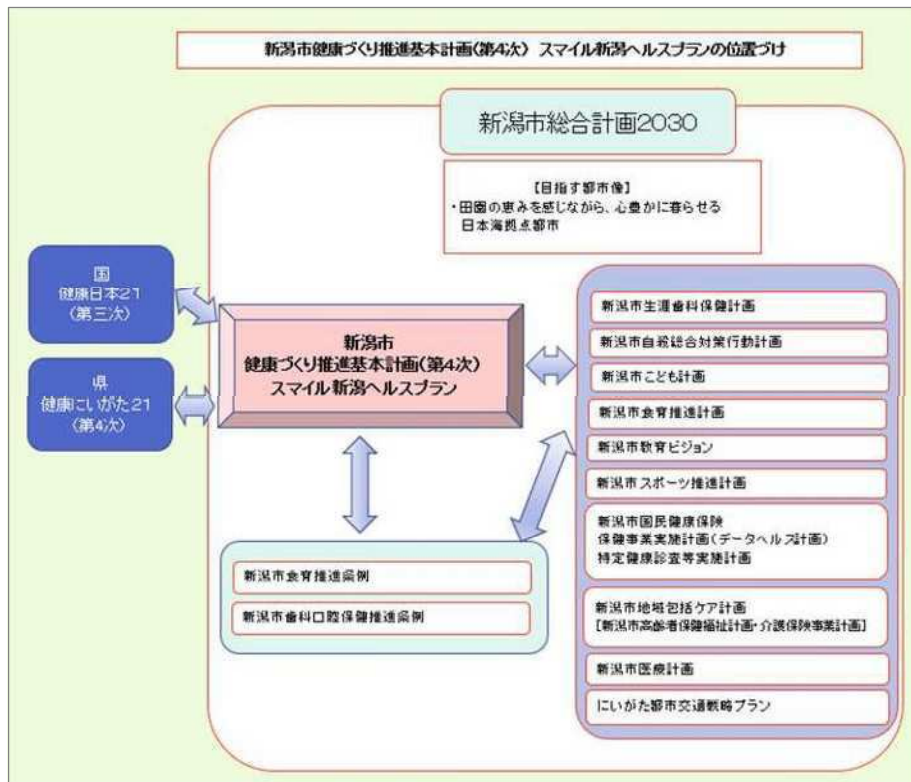 新潟市健康づくり推進基本計画(第4次) スマイル新潟ヘルスプランの位置づけ
新潟市総合計画2030
【目指す都市像】
・田園の恵みを感じながら、心豊かに暮らせる
日本海拠点都市
国
健康日本21
(第三次)
県
健康にいがた21
(第4次)
新潟市
健康づくり推進基本計画(第4次)
スマイル新潟ヘルスプラン
新潟市生涯歯科保健計画
新潟市自殺総合対策行動計画
新潟市こども計画
新潟市食育推進計画
新潟市教育ビジョン
新潟市スポーツ推進計画
新潟市国民健康保険
保健事業実施計画(データヘルス計画)
特定健康診査等実施計画
新潟市地域包括ケア計画
[新潟市高齢者保健福祉計画・介護保険事業計画]
新潟市医療計画
にいがた都市交通戦略プラン
新潟市食育推進条例
新潟市歯科口腔保健推進条例